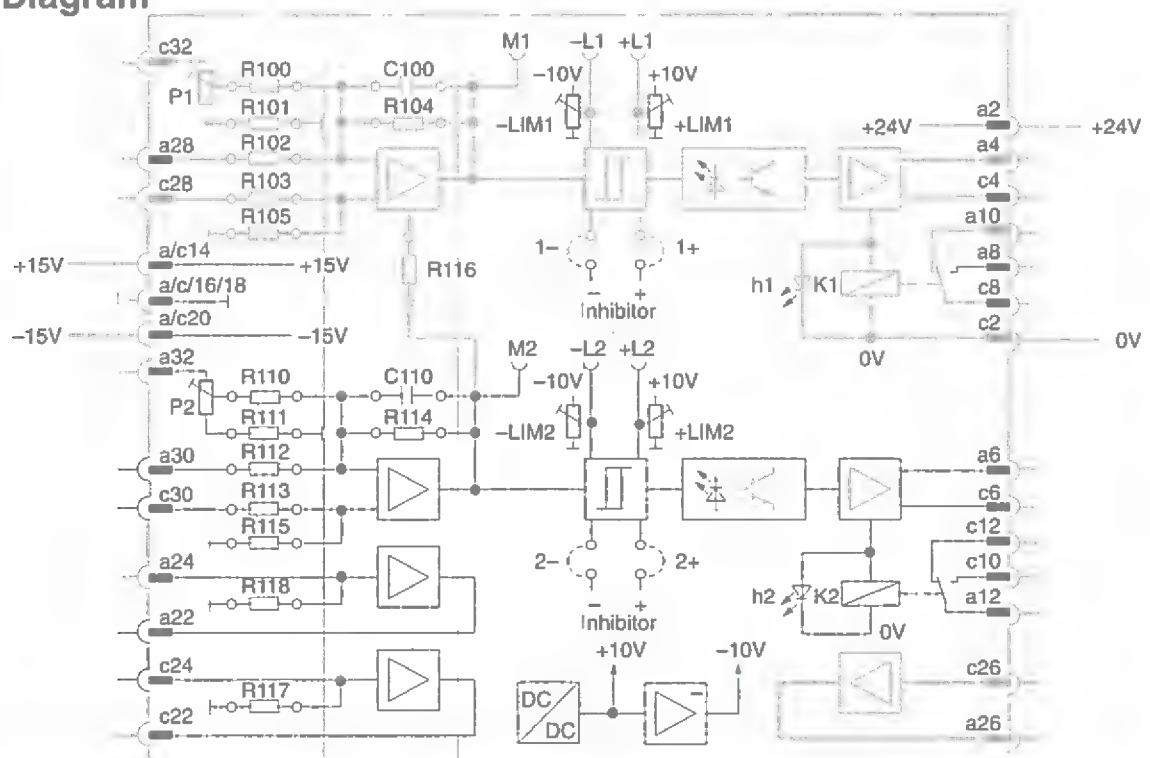 Diagram
c32
P1
R100
R101
a28
R102
c28
R103
R105
a/c14
+15V
+15V
a/c/16/18
a/c20
-15V
-15V
C100
R104
R116
M1
-L1
+L1
-10V
+10V
-LIM1
+LIM1
1-
1+
-
+
Inhibitor
+24V
a2
+24V
a4
c4
a10
a8
c8
c2
0V
h1
K1
0V
a32
P2
R110
R111
a30
R112
c30
R113
R115
a24
R118
a22
c24
R117
c22
C110
R114
M2
-L2
+L2
-10V
+10V
-LIM2
+LIM2
2-
2+
-
+
Inhibitor
+10V
-10V
DC
DC
-
a6
c6
c12
c10
a12
h2
K2
0V
c26
a26